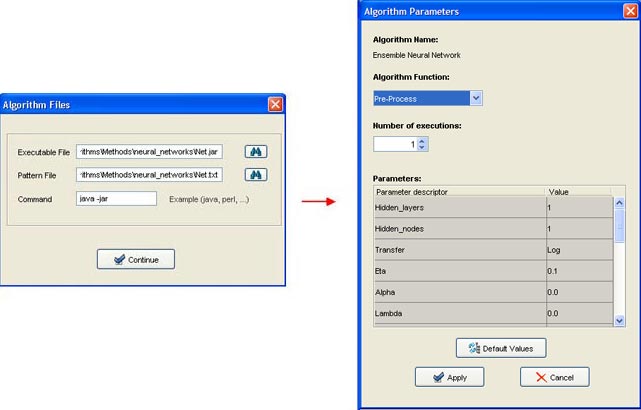 Algorithm Files
Executable File ithms\Methods\neural_networks\Net.jar
Pattern File ithms\Methods\neural_networks\Net.txt
Command java -jar Example (java, perl, ...)
Continue
Algorithm Parameters
Algorithm Name:
Ensemble Neural Network
Algorithm Function:
Pre-Process
Number of executions:
1
Parameters:
Parameter descriptor Value
Hidden_layers 1
Hidden_nodes 1
Transfer Log
Eta 0.1
Alpha 0.0
Lambda 0.0
Default Values
Apply Cancel